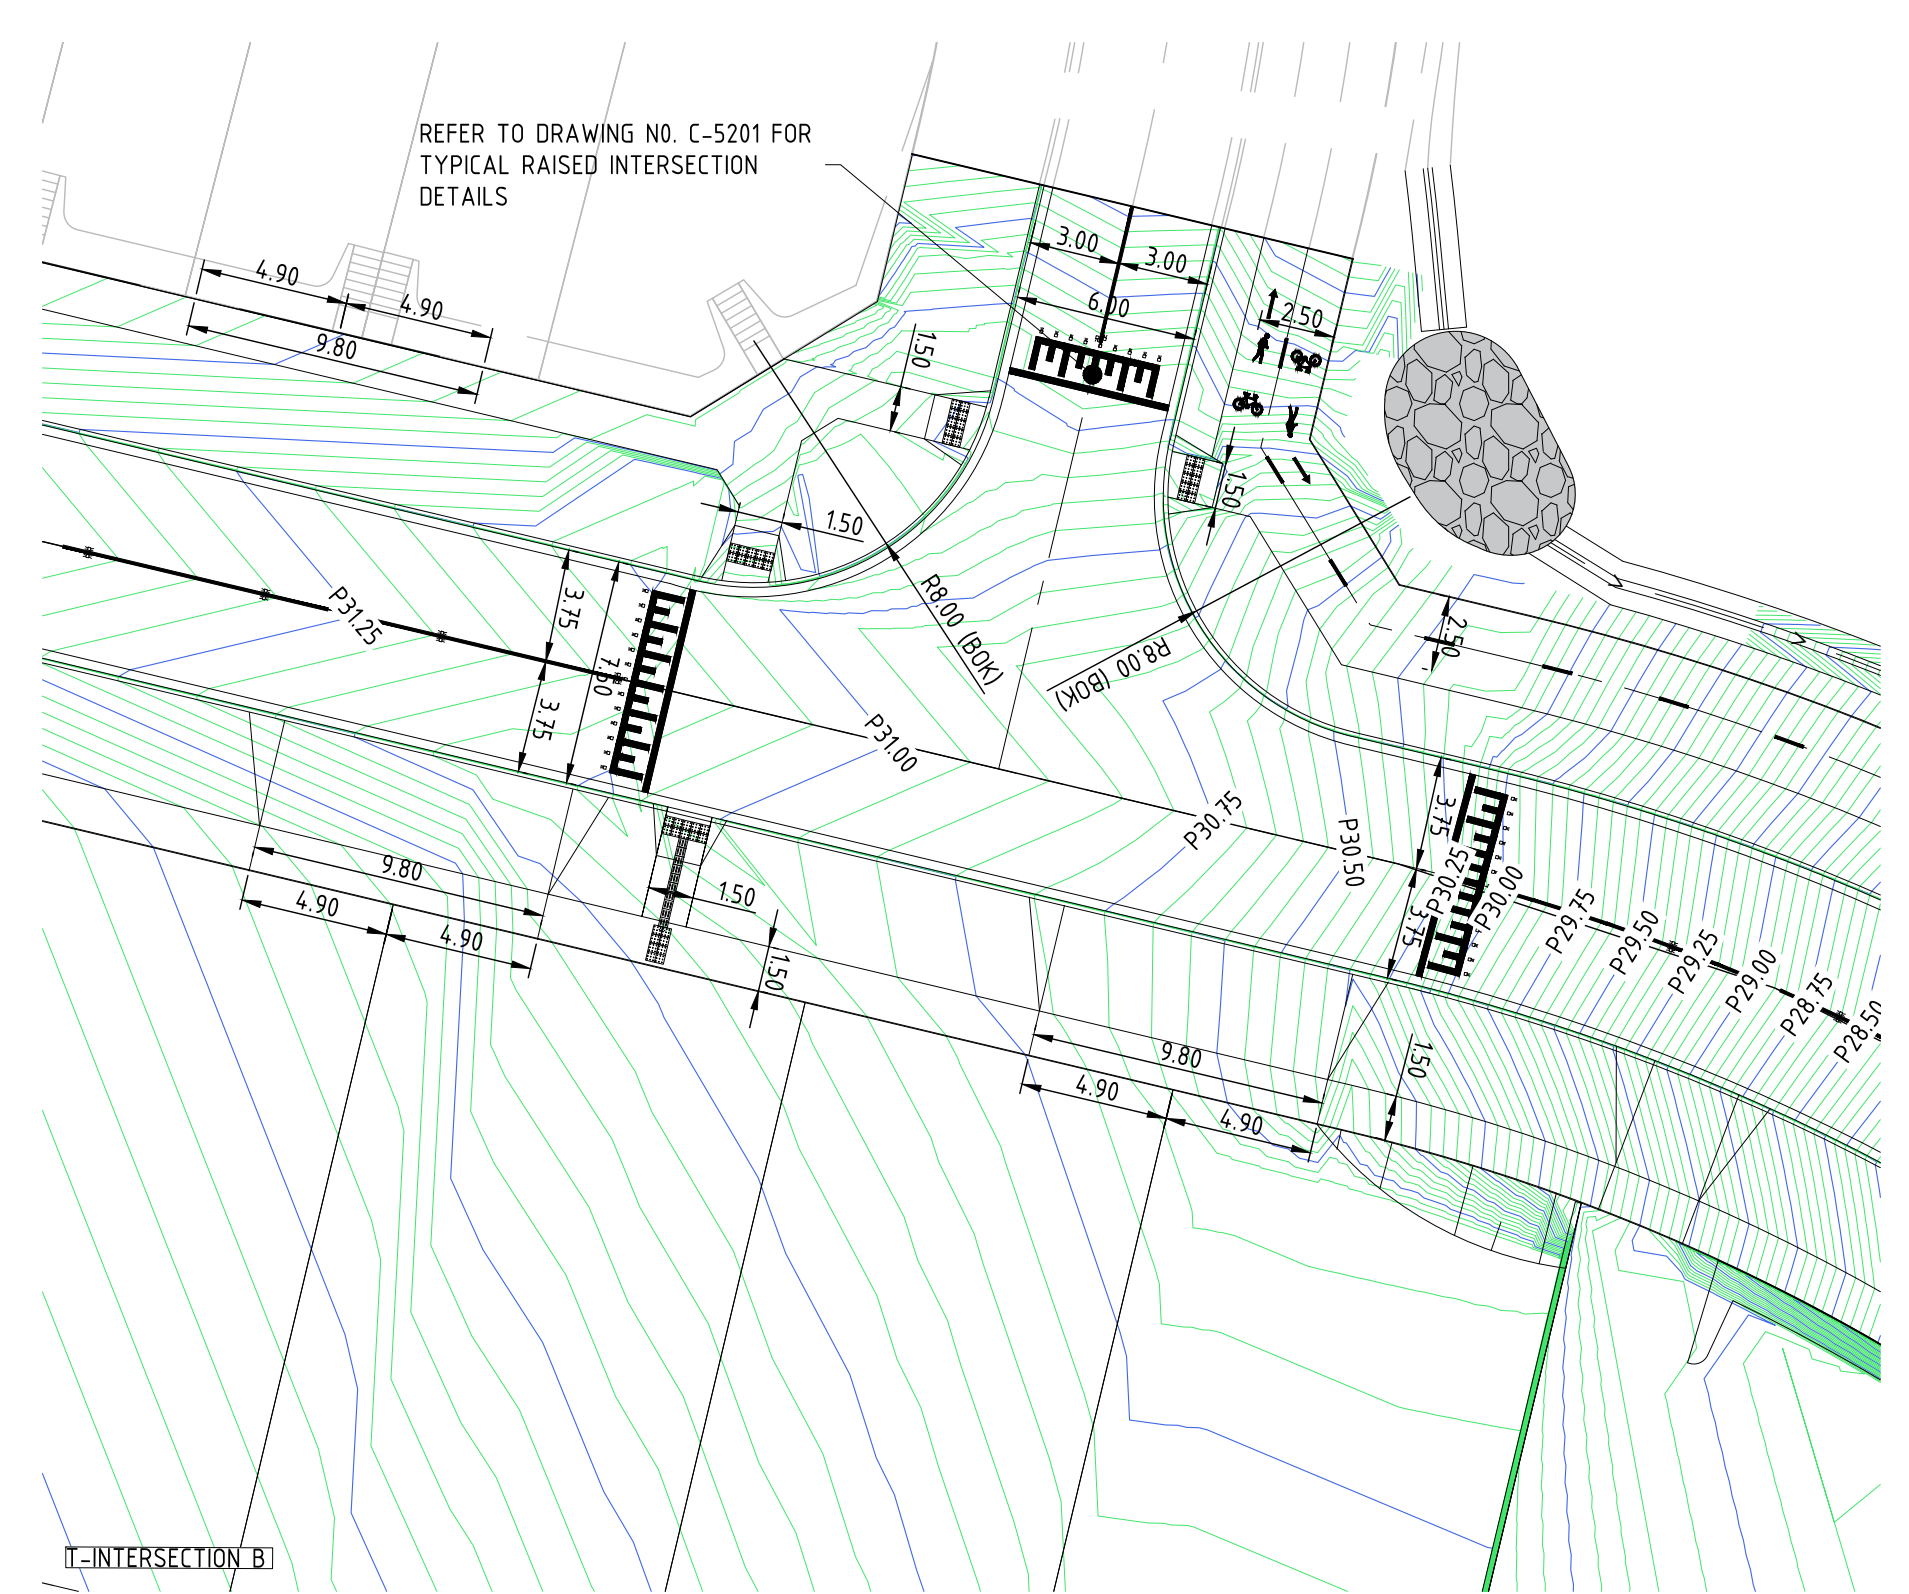 REFER TO DRAWING NO. C-5201 FOR
TYPICAL RAISED INTERSECTION
DETAILS
4.90
4.90
9.80
3.00
3.00
6.00
2.50
1.50
1.50
1.50
R8.00 (BOK)
R8.00 (BOK)
2.50
P31.25
3.75
7.50
3.75
P31.00
P30.75
P30.50
3.75
P30.25
P30.00
3.75
P29.75
P29.50
P29.25
P29.00
P28.75
P28.50
9.80
4.90
4.90
1.50
1.50
9.80
4.90
4.90
1.50
T-INTERSECTION B